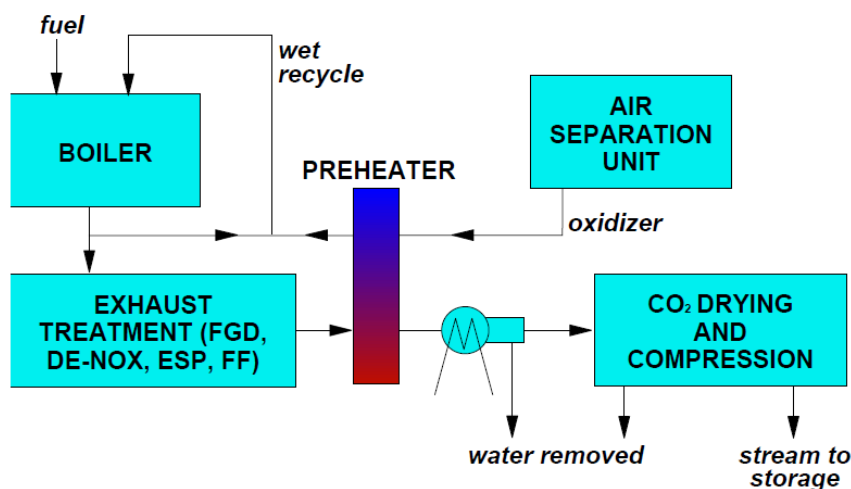 fuel
wet
recycle
BOILER
AIR
SEPARATION
UNIT
PREHEATER
oxidizer
EXHAUST
TREATMENT (FGD,
DE-NOX, ESP, FF)
CO₂ DRYING
AND
COMPRESSION
water removed
stream to
storage